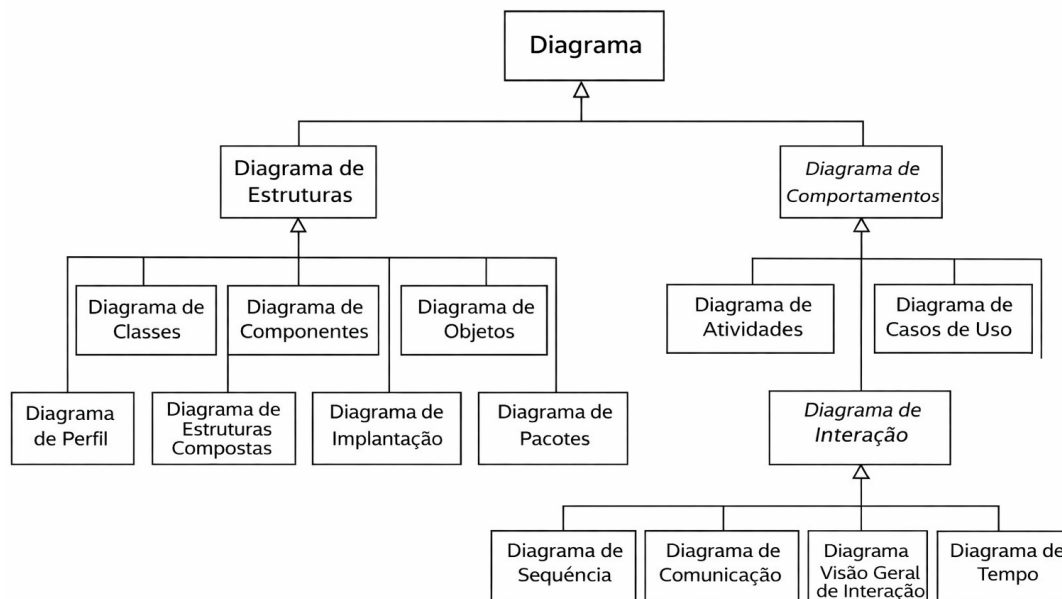 Diagrama
Diagrama de
Estruturas
Diagrama de
Comportamentos
Diagrama de
Classes
Diagrama de
Componentes
Diagrama de
Objetos
Diagrama de
Atividades
Diagrama de
Casos de Uso
Diagrama
de Perfil
Diagrama de
Estruturas
Compostas
Diagrama de
Implantação
Diagrama de
Pacotes
Diagrama de
Interação
Diagrama de
Sequéncia
Diagrama de
Comunicação
Diagrama
Visão Geral
de Interação
Diagrama de
Tempo